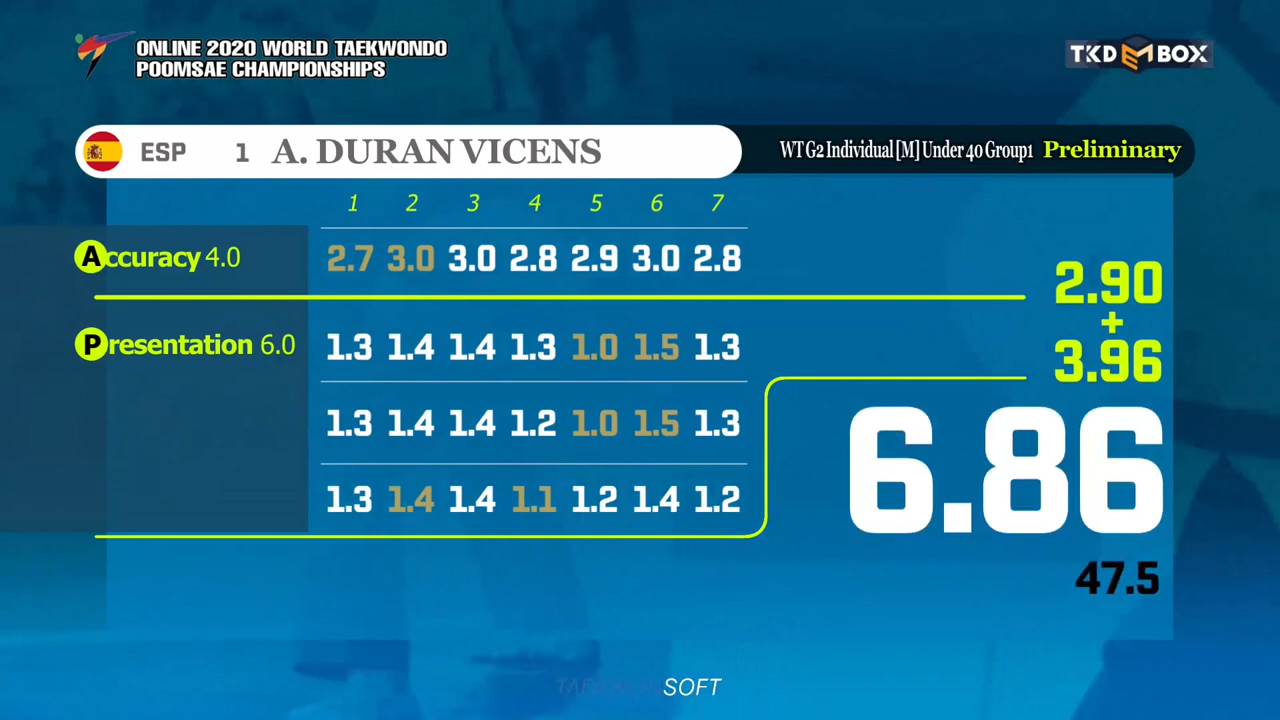 ONLINE 2020 WORLD TAEKWONDO
POOMSAE CHAMPIONSHIPS
TKD BOX
ESP 1 A. DURAN VICENS
WT G2 Individual [M] Under 40 Group1 Preliminary
1 2 3 4 5 6 7
Accuracy 4.0 2.7 3.0 3.0 2.8 2.9 3.0 2.8
2.90
+
Presentation 6.0 1.3 1.4 1.4 1.3 1.0 1.5 1.3
3.96
1.3 1.4 1.4 1.2 1.0 1.5 1.3
1.3 1.4 1.4 1.1 1.2 1.4 1.2
6.86
47.5
TAEKWONSOFT